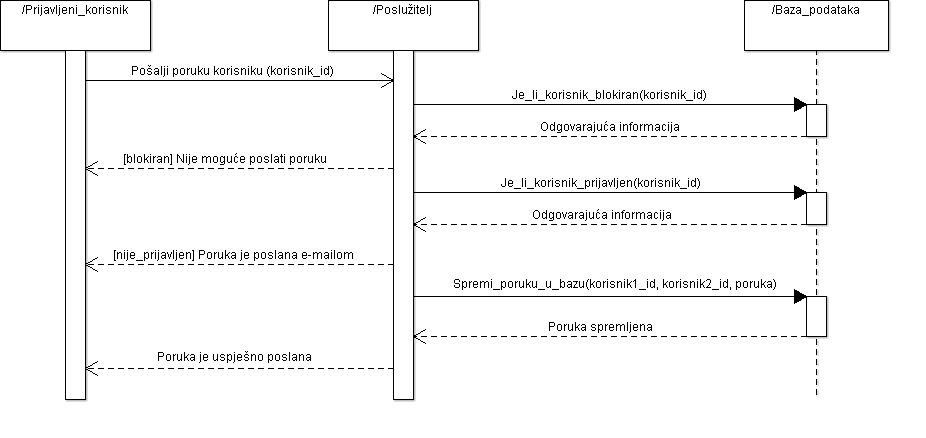 /Prijavljeni_korisnik
/Poslužitelj
/Baza_podataka
Pošalji poruku korisniku (korisnik_id)
Je_li_korisnik_blokiran(korisnik_id)
Odgovarajuća informacija
[blokiran] Nije moguće poslati poruku
Je_li_korisnik_prijavljen(korisnik_id)
Odgovarajuća informacija
[nije_prijavljen] Poruka je poslana e-mailom
Spremi_poruku_u_bazu(korisnik1_id, korisnik2_id, poruka)
Poruka spremljena
Poruka je uspješno poslana